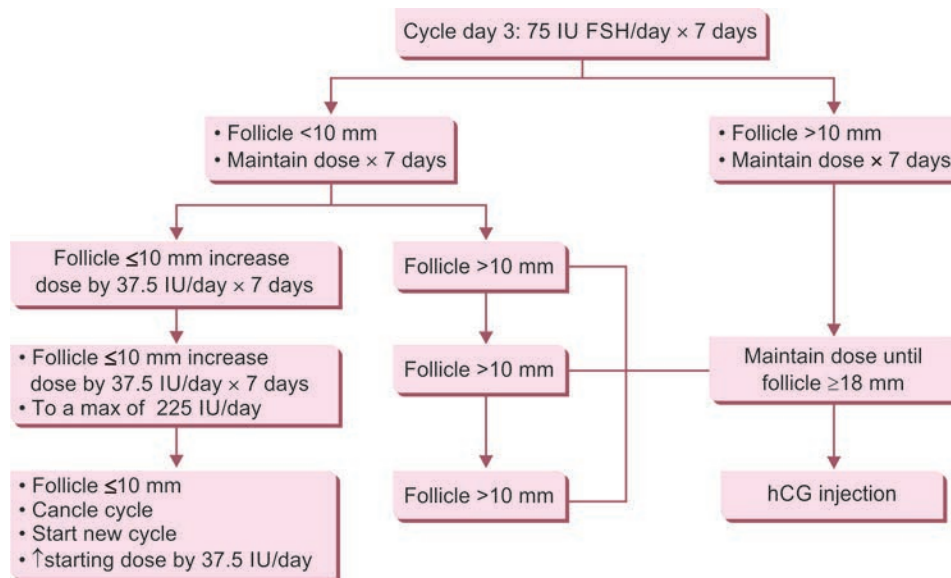 Cycle day 3: 75 IU FSH/day × 7 days
• Follicle <10 mm
• Maintain dose × 7 days
• Follicle >10 mm
• Maintain dose × 7 days
Follicle ≤10 mm increase
dose by 37.5 IU/day × 7 days
Follicle >10 mm
• Follicle ≤10 mm increase
dose by 37.5 IU/day × 7 days
• To a max of 225 IU/day
Follicle >10 mm
Maintain dose until
follicle ≥18 mm
• Follicle ≤10 mm
• Cancle cycle
• Start new cycle
• ↑starting dose by 37.5 IU/day
Follicle >10 mm
hCG injection